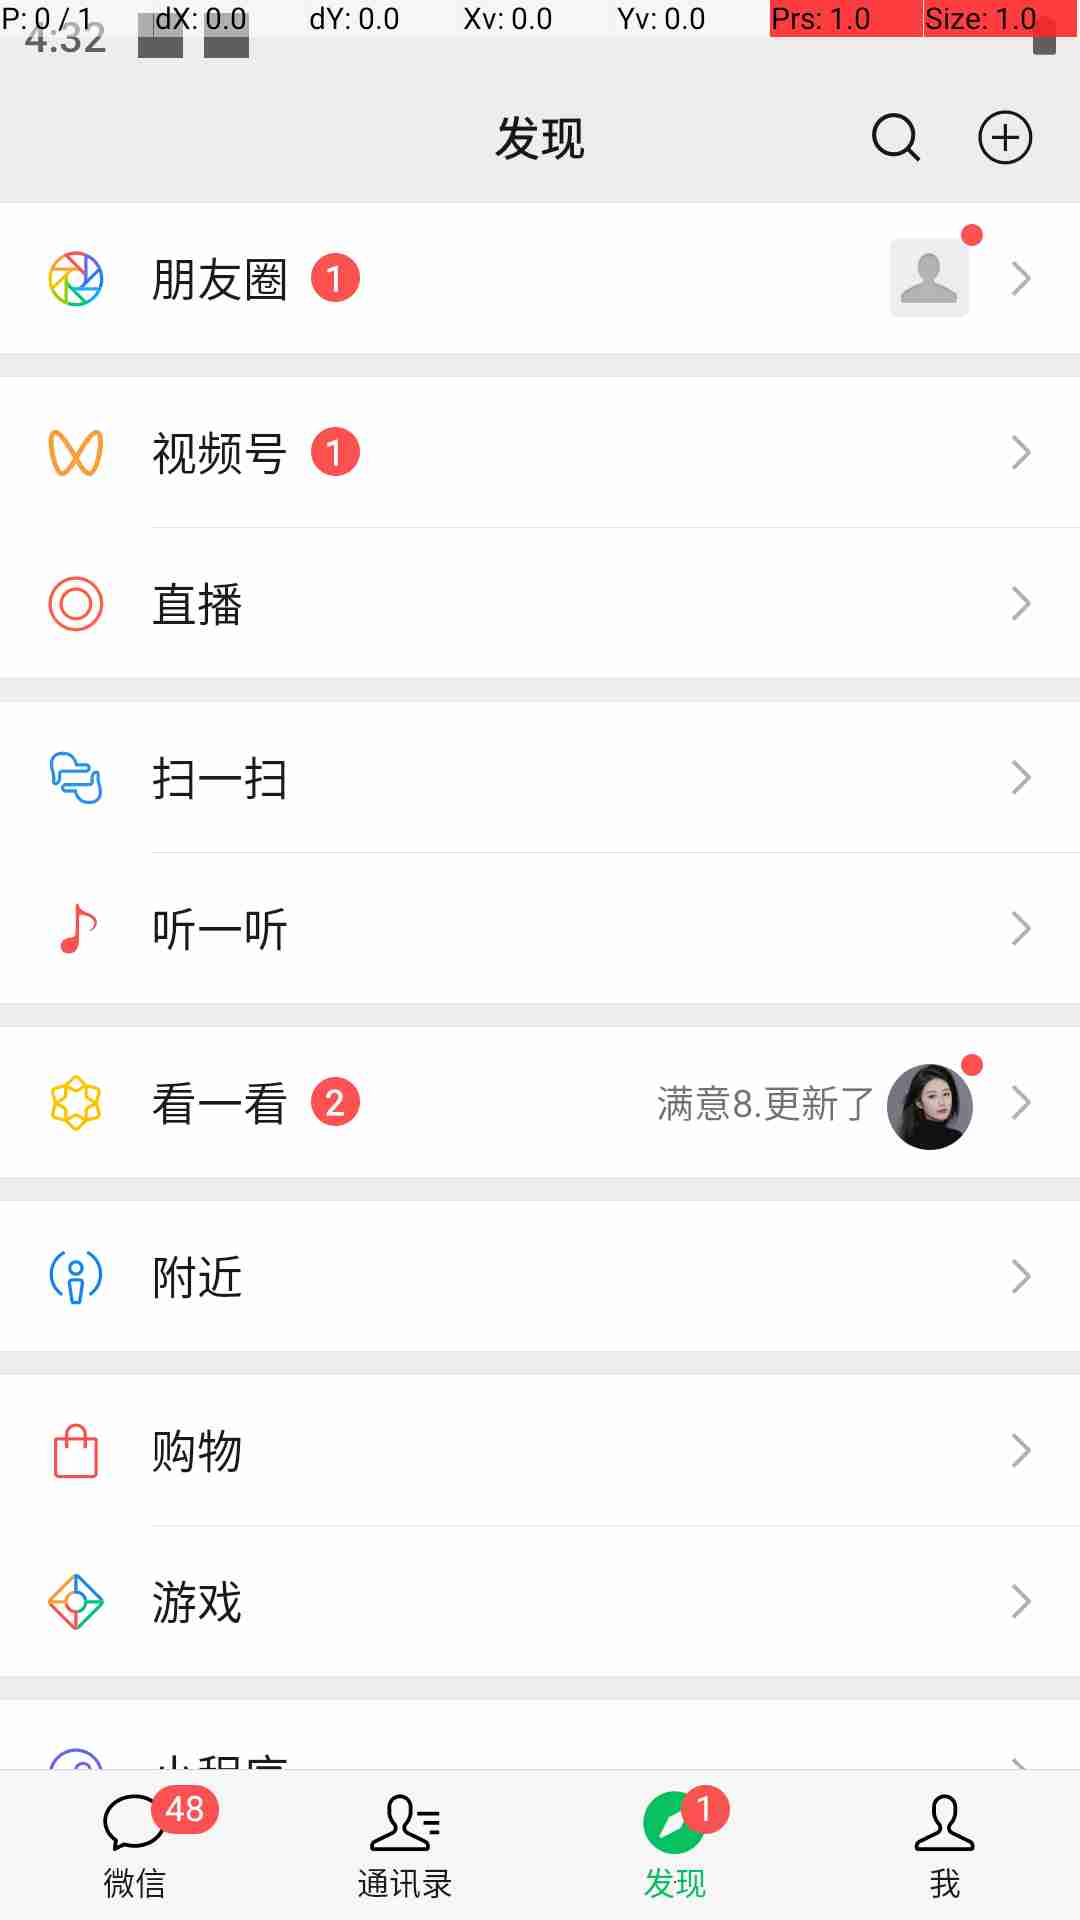 P: 0 / 1 dX: 0.0 dY: 0.0 Xv: 0.0 Yv: 0.0 Prs: 1.0 Size: 1.0
4:32
发现
朋友圈 1
视频号 1
直播
扫一扫
听一听
看一看 2 满意8.更新了
附近
购物
游戏
小程序
48 1
微信 通讯录 发现 我